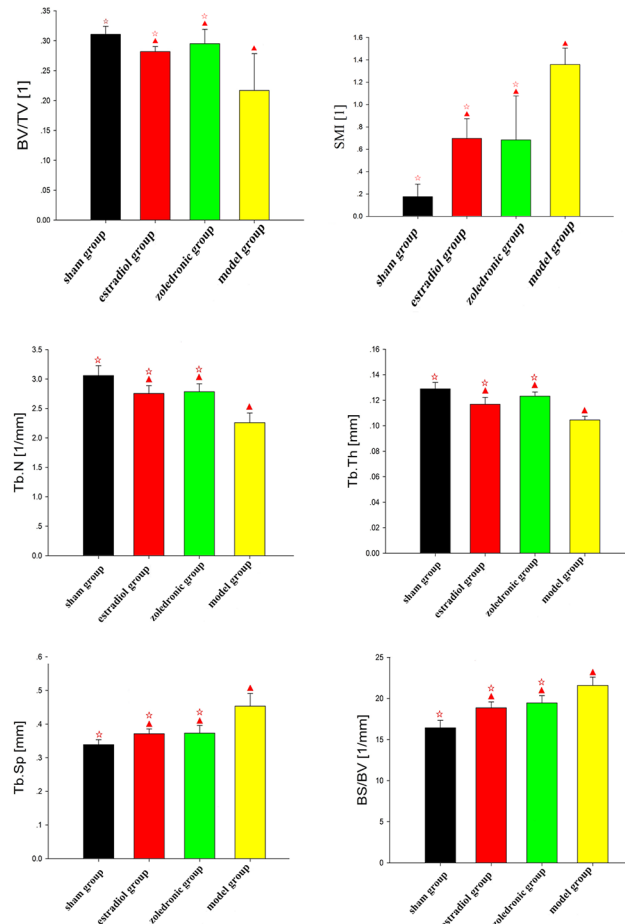 BV/TV [1]
.35
.30
.25
.20
.15
.10
.05
0.00
sham group
estradiol group
zoledronic group
model group
SMI [1]
1.6
1.4
1.2
1.0
.8
.6
.4
.2
0.0
sham group
estradiol group
zoledronic group
model group
Tb.N [1/mm]
3.5
3.0
2.5
2.0
1.5
1.0
.5
0.0
sham group
estradiol group
zoledronic group
model group
Tb.Th [mm]
.16
.14
.12
.10
.08
.06
.04
.02
0.00
sham group
estradiol group
zoledronic group
model group
Tb.Sp [mm]
.6
.5
.4
.3
.2
.1
0.0
sham group
estradiol group
zoledronic group
model group
BS/BV [1/mm]
25
20
15
10
5
0
sham group
estradiol group
zoledronic group
model group